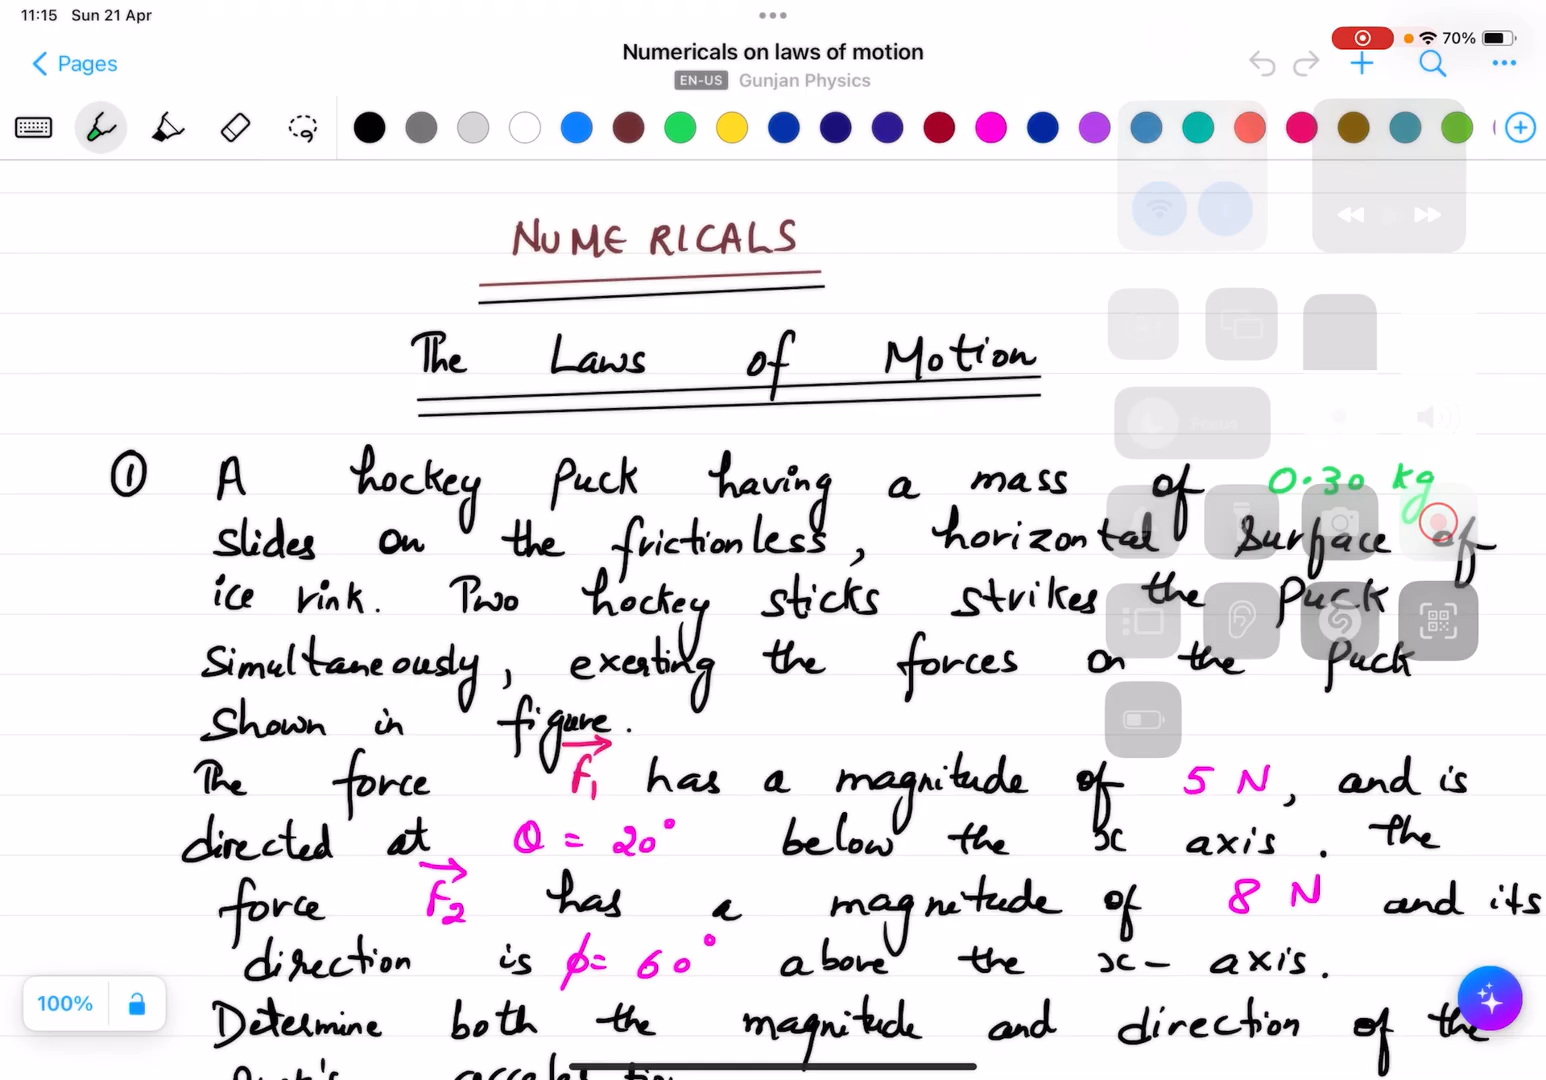 11:15 Sun 21 Apr
70%
Pages
Numericals on laws of motion
EN-US Gunjan Physics
NUMERICALS
The Laws of Motion
① A hockey puck having a mass of 0.30 kg
slides on the frictionless, horizontal surface of
ice rink. Two hockey sticks strikes the puck
simultaneously, exerting the forces on the puck
shown in figure.
The force F₁ has a magnitude of 5 N, and is
directed at θ = 20° below the x axis. The
force F₂ has a magnitude of 8 N and its
direction is ϕ = 60° above the x- axis.
100%
Determine both the magnitude and direction of the